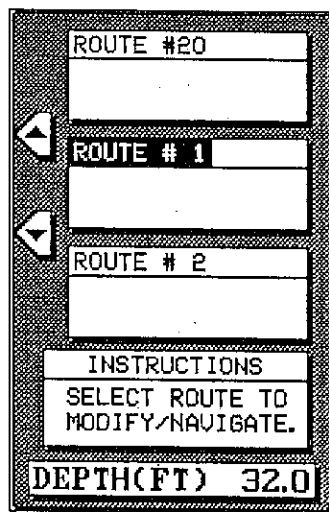 ROUTE #20
ROUTE # 1
ROUTE # 2
INSTRUCTIONS
SELECT ROUTE TO
MODIFY/NAVIGATE.
DEPTH(FT) 32.0